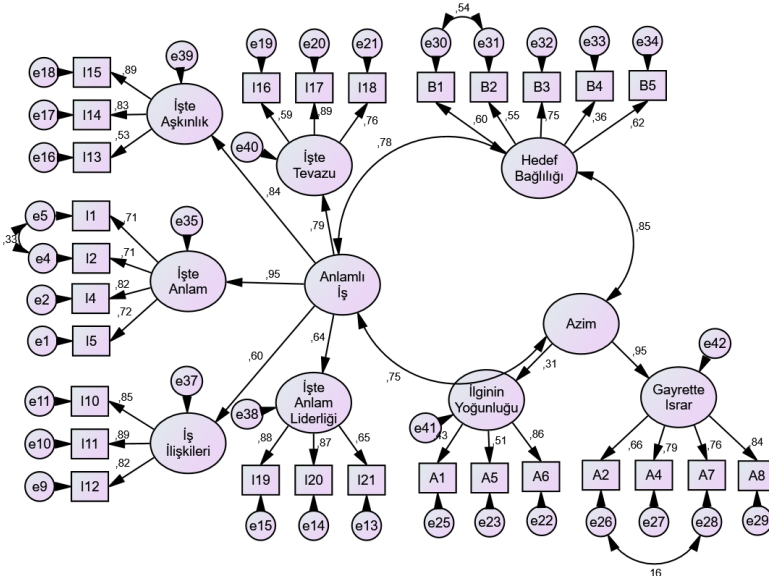 e39
e18
I15
,89
e17
I14
,83
e16
I13
,53
İşte
Aşkınlık
e19
e20
e21
I16
I17
I18
,59
,89
,76
e40
İşte
Tevazu
,54
e30
e31
e32
e33
e34
B1
B2
B3
B4
B5
,60
,55
,75
,36
,62
Hedef
Bağlılığı
,78
,84
,79
,85
e5
I1
,71
,33
e4
I2
,71
e2
I4
,82
e1
I5
,72
e35
İşte
Anlam
,95
Anlamlı
İş
Azim
,60
,64
,75
,31
,95
e42
e37
e11
I10
,85
e10
I11
,89
e9
I12
,82
İş
İlişkileri
e38
İşte
Anlam
Liderliği
,88
,87
,65
I19
I20
I21
e15
e14
e13
İlginin
Yoğunluğu
e41
,51
,86
A1
A5
A6
e25
e23
e22
Gayrette
Israr
,66
,79
,76
,84
A2
A4
A7
A8
e26
e27
e28
e29
16